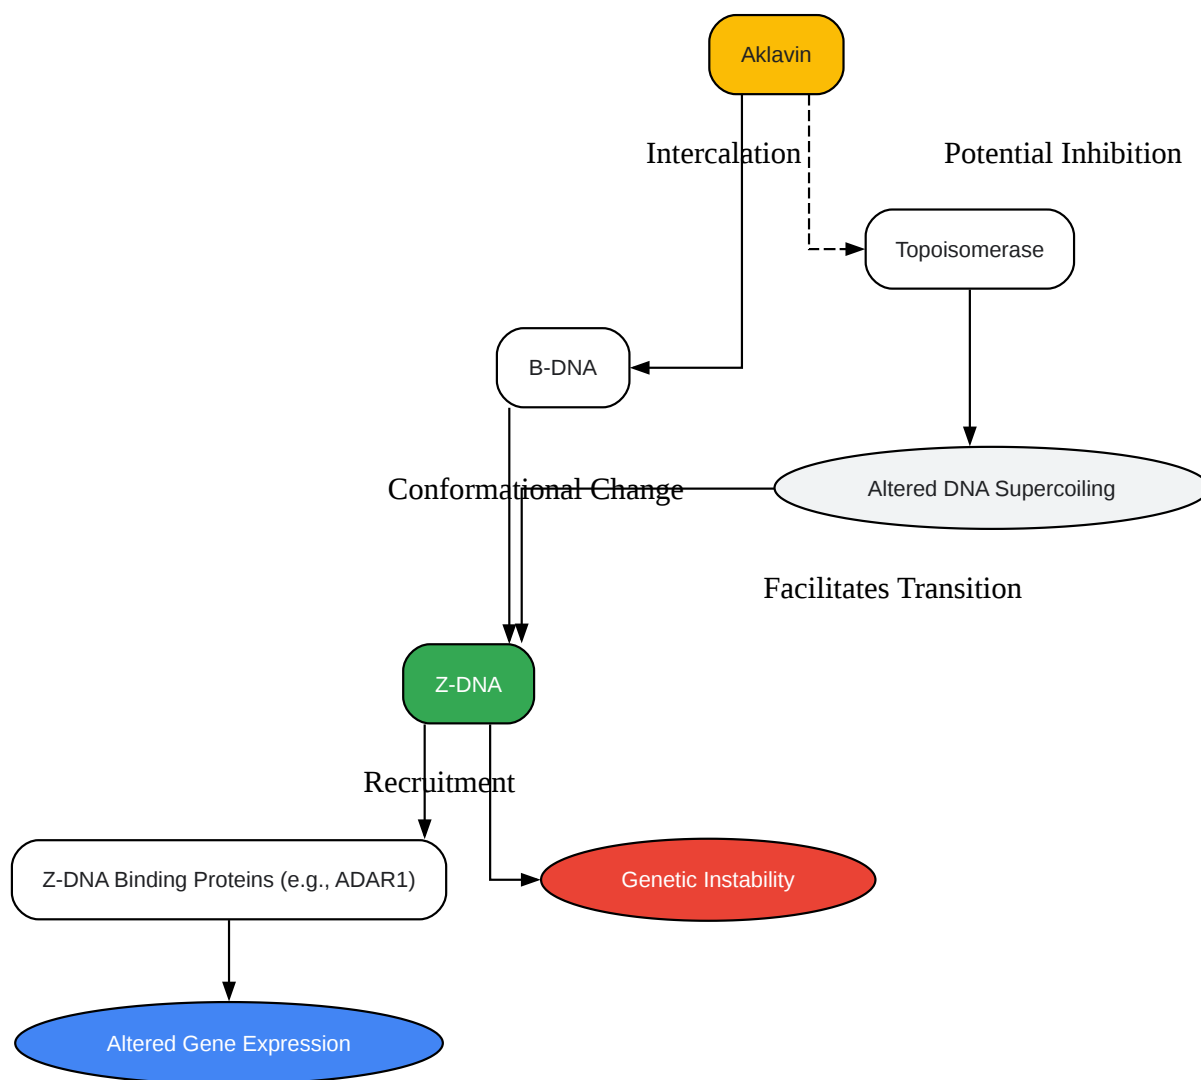 Aklavin
Intercalation
Potential Inhibition
Topoisomerase
B-DNA
Conformational Change
Altered DNA Supercoiling
Facilitates Transition
Z-DNA
Recruitment
Z-DNA Binding Proteins (e.g., ADAR1)
Genetic Instability
Altered Gene Expression